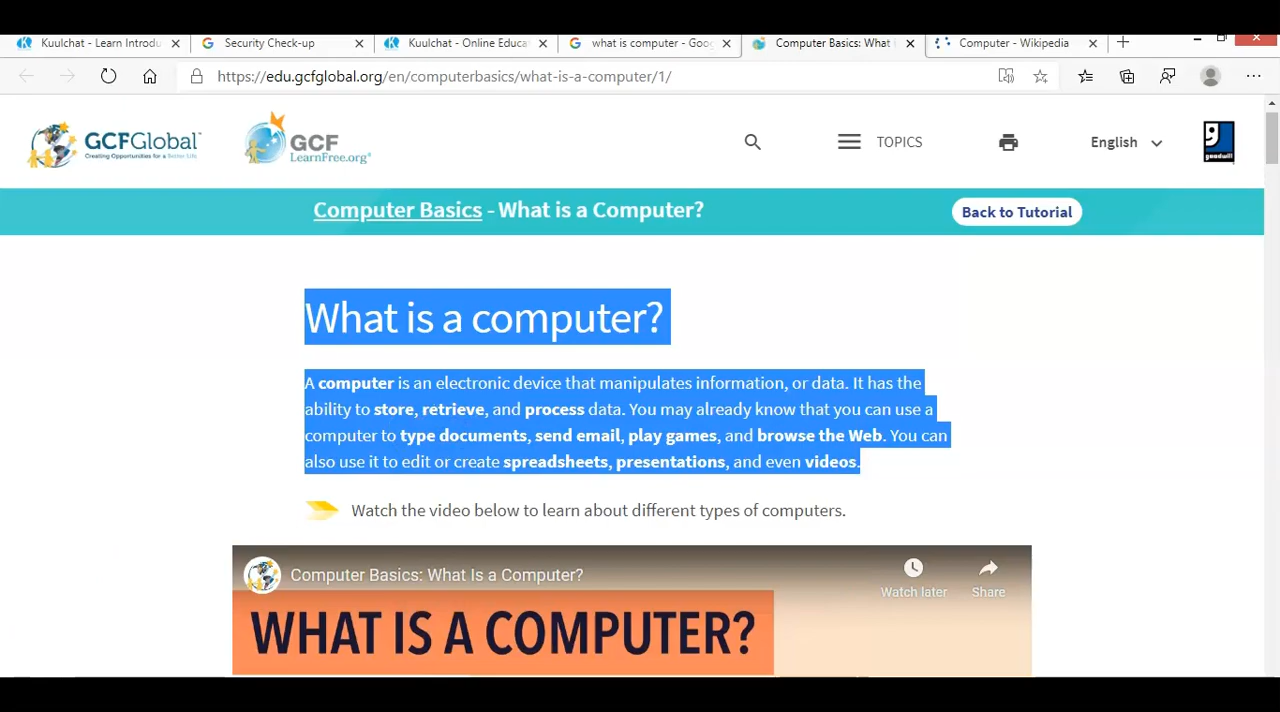 Kuulchat - Learn Introdu
Security Check-up
Kuulchat - Online Educa
what is computer - Goog
Computer Basics: What
Computer - Wikipedia
https://edu.gcfglobal.org/en/computerbasics/what-is-a-computer/1/
GCFGlobal
Creating Opportunities for a Better Life
GCF
LearnFree.org
TOPICS
English
goodwill
Computer Basics - What is a Computer?
Back to Tutorial
What is a computer?
A computer is an electronic device that manipulates information, or data. It has the
ability to store, retrieve, and process data. You may already know that you can use a
computer to type documents, send email, play games, and browse the Web. You can
also use it to edit or create spreadsheets, presentations, and even videos.
Watch the video below to learn about different types of computers.
Computer Basics: What Is a Computer?
Watch later
Share
WHAT IS A COMPUTER?